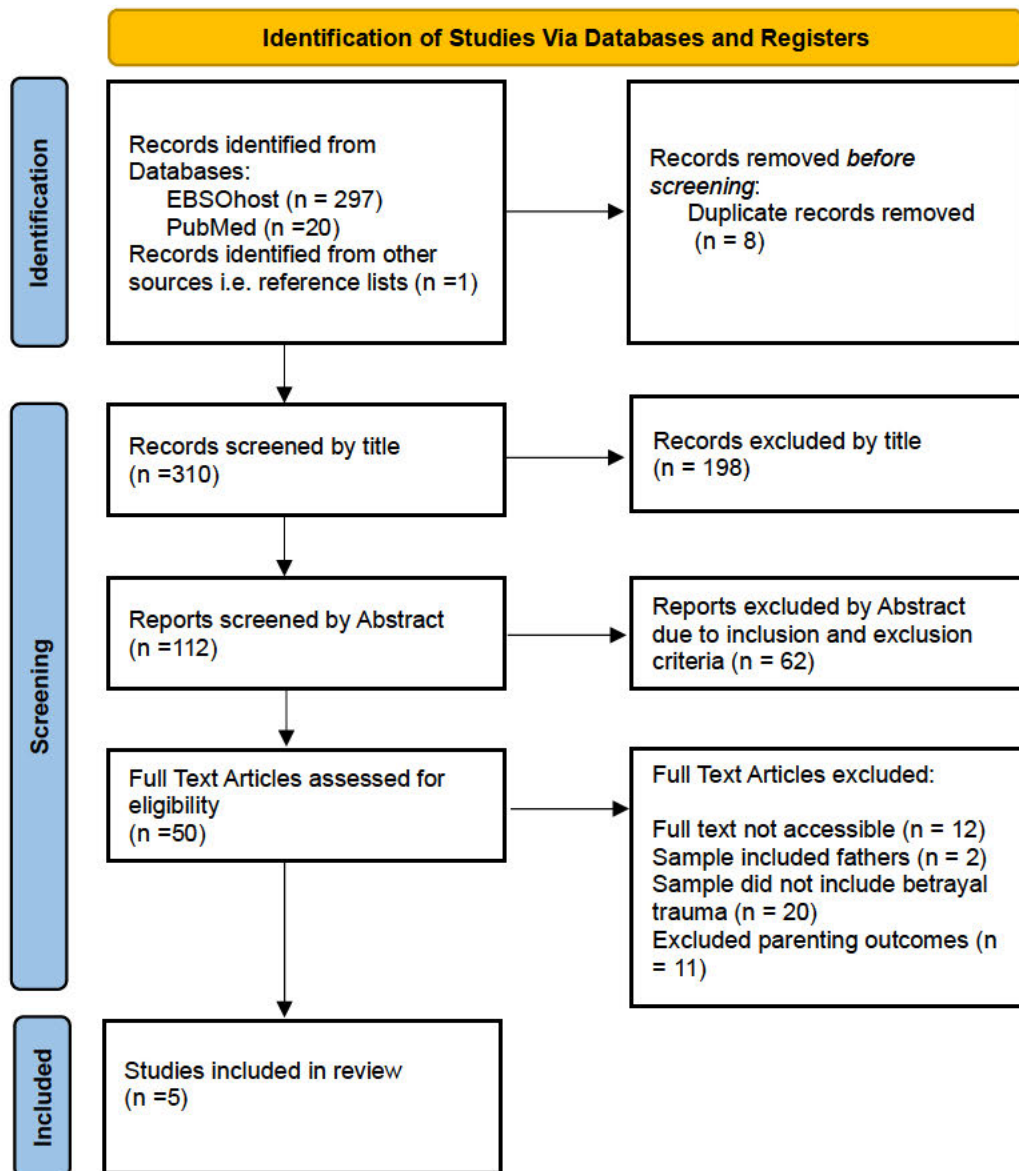 Identification of Studies Via Databases and Registers
Identification
Records identified from
Databases:
EBSOhost (n = 297)
PubMed (n =20)
Records identified from other
sources i.e. reference lists (n =1)
Records removed before
screening:
Duplicate records removed
(n = 8)
Screening
Records screened by title
(n =310)
Records excluded by title
(n = 198)
Reports screened by Abstract
(n =112)
Reports excluded by Abstract
due to inclusion and exclusion
criteria (n = 62)
Full Text Articles assessed for
eligibility
(n =50)
Full Text Articles excluded:
Full text not accessible (n = 12)
Sample included fathers (n = 2)
Sample did not include betrayal
trauma (n = 20)
Excluded parenting outcomes (n
= 11)
Included
Studies included in review
(n =5)